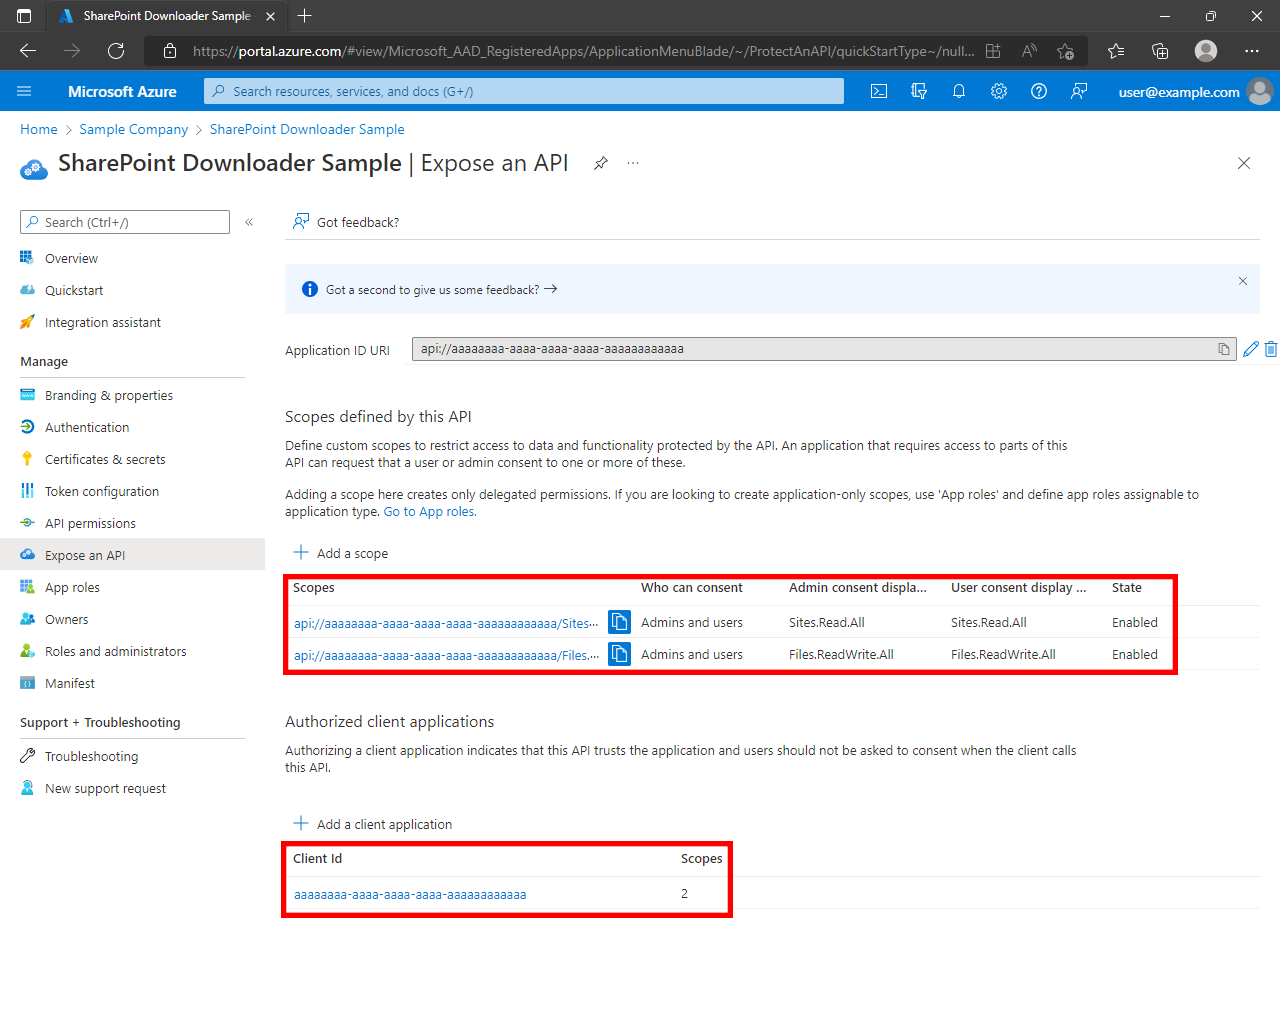 SharePoint Downloader Sample
https://portal.azure.com/#view/Microsoft_AAD_RegisteredApps/ApplicationMenuBlade/~/ProtectAnAPI/quickStartType~/null...
Microsoft Azure
Search resources, services, and docs (G+/)
user@example.com
Home > Sample Company > SharePoint Downloader Sample
SharePoint Downloader Sample | Expose an API
Search (Ctrl+/)
Overview
Quickstart
Integration assistant
Manage
Branding & properties
Authentication
Certificates & secrets
Token configuration
API permissions
Expose an API
App roles
Owners
Roles and administrators
Manifest
Support + Troubleshooting
Troubleshooting
New support request
Got feedback?
Got a second to give us some feedback? →
Application ID URI api://aaaaaaaa-aaaa-aaaa-aaaa-aaaaaaaaaaaa
Scopes defined by this API
Define custom scopes to restrict access to data and functionality protected by the API. An application that requires access to parts of this
API can request that a user or admin consent to one or more of these.
Adding a scope here creates only delegated permissions. If you are looking to create application-only scopes, use 'App roles' and define app roles assignable to
application type. Go to App roles.
Add a scope
Scopes Who can consent Admin consent displa... User consent display ... State
api://aaaaaaaa-aaaa-aaaa-aaaa-aaaaaaaaaaaa/Sites... Admins and users Sites.Read.All Sites.Read.All Enabled
api://aaaaaaaa-aaaa-aaaa-aaaa-aaaaaaaaaaaa/Files.... Admins and users Files.ReadWrite.All Files.ReadWrite.All Enabled
Authorized client applications
Authorizing a client application indicates that this API trusts the application and users should not be asked to consent when the client calls
this API.
Add a client application
Client Id Scopes
aaaaaaaa-aaaa-aaaa-aaaa-aaaaaaaaaaaa 2